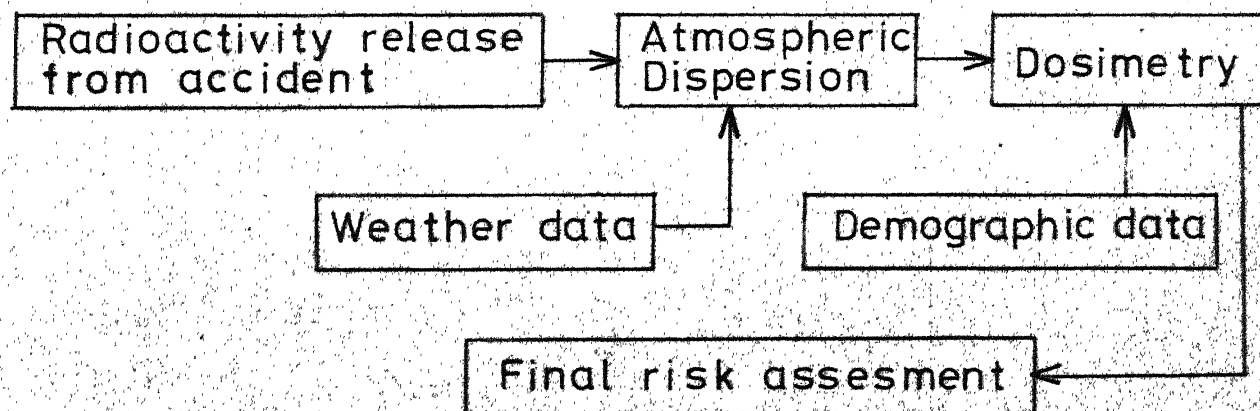 Radioactivity release
from accident
Atmospheric
Dispersion
Dosimetry
Weather data
Demographic data
Final risk assesment